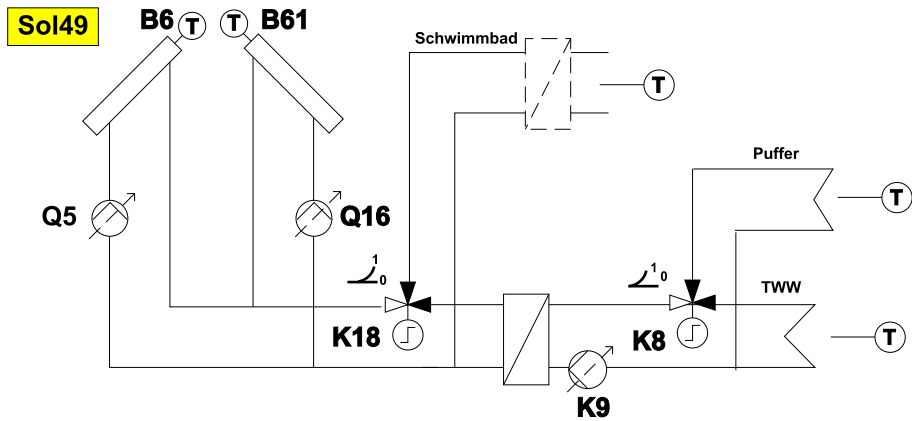 Sol49
B6 T
T B61
Schwimmbad
T
Puffer
T
Q5
Q16
1
0
1
0
TWW
K18
K8
T
K9